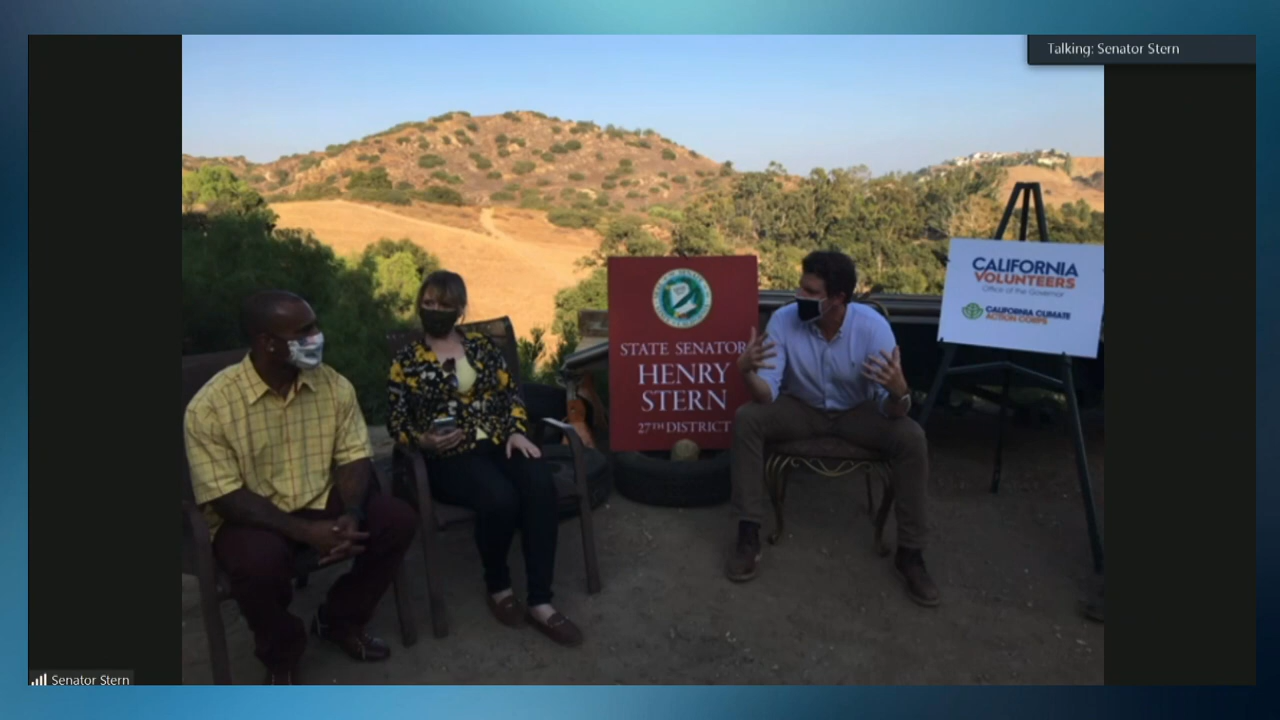 Talking: Senator Stern
STATE SENATOR
HENRY
STERN
27TH DISTRICT
CALIFORNIA
VOLUNTEERS
Office of the Governor
CALIFORNIA CLIMATE
ACTION CORPS
Senator Stern